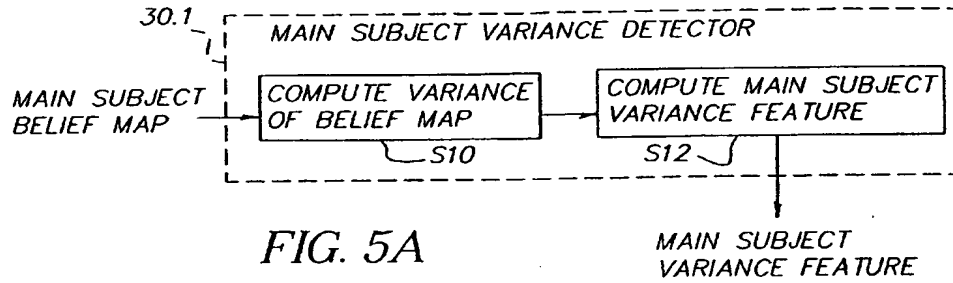 30.1
MAIN SUBJECT VARIANCE DETECTOR
MAIN SUBJECT
BELIEF MAP
COMPUTE VARIANCE
OF BELIEF MAP
S10
COMPUTE MAIN SUBJECT
VARIANCE FEATURE
S12
MAIN SUBJECT
VARIANCE FEATURE
FIG. 5A